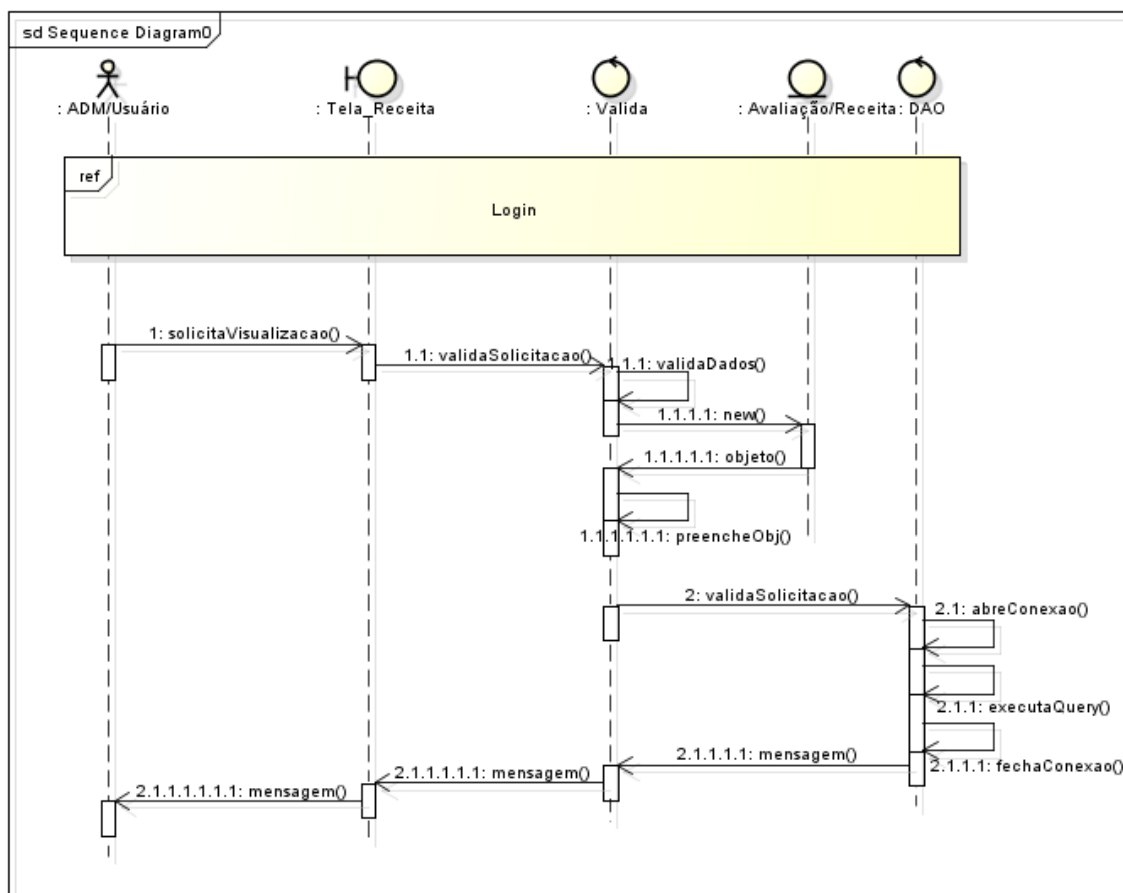 sd Sequence Diagram0
: ADM/Usuário
: Tela_Receita
: Valida
: Avaliação/Receita
: DAO
ref
Login
1: solicitaVisualizacao()
1.1: validaSolicitacao()
1.1.1: validaDados()
1.1.1.1: new()
1.1.1.1.1: objeto()
1.1.1.1.1.1: preencheObj()
2: validaSolicitacao()
2.1: abreConexao()
2.1.1: executaQuery()
2.1.1.1: fechaConexao()
2.1.1.1.1: mensagem()
2.1.1.1.1.1: mensagem()
2.1.1.1.1.1.1: mensagem()